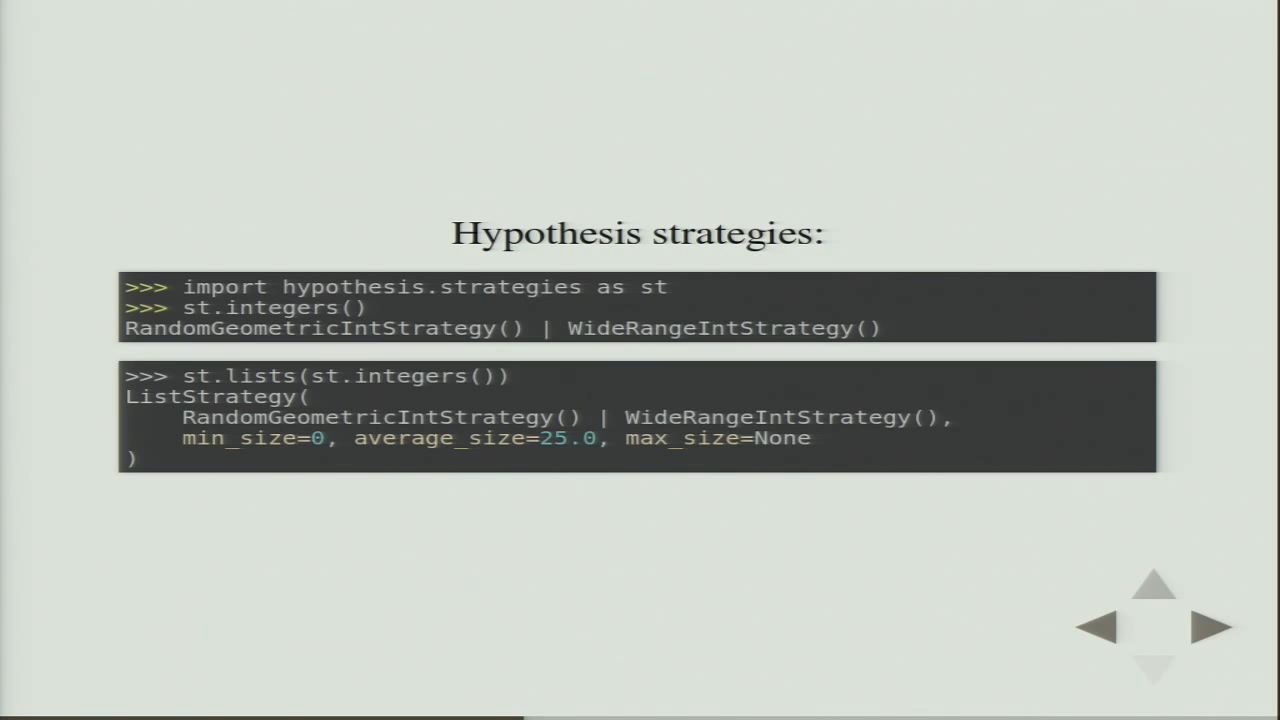 Hypothesis strategies:
>>> import hypothesis.strategies as st
>>> st.integers()
RandomGeometricIntStrategy() | WideRangeIntStrategy()
>>> st.lists(st.integers())
ListStrategy(
    RandomGeometricIntStrategy() | WideRangeIntStrategy(),
    min_size=0, average_size=25.0, max_size=None
)